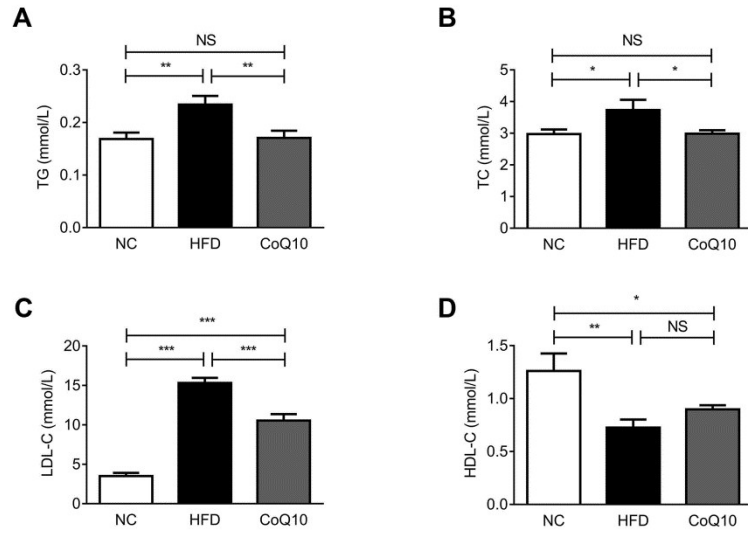 A
NS
** **
0.3
0.2
0.1
0.0
TG (mmol/L)
NC HFD CoQ10
B
NS
* *
5
4
3
2
1
0
TC (mmol/L)
NC HFD CoQ10
C
***
*** ***
20
15
10
5
0
LDL-C (mmol/L)
NC HFD CoQ10
D
*
** NS
1.5
1.0
0.5
0.0
HDL-C (mmol/L)
NC HFD CoQ10